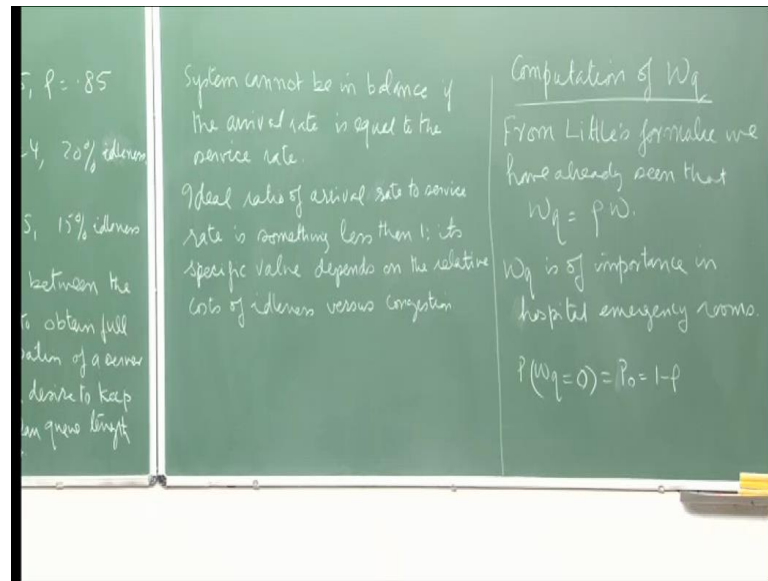 5, ρ = .85
4, 20% idleness
5, 15% idleness
between the
to obtain full
of a server
desire to keep
queue length
System cannot be in balance if
the arrival rate is equal to the
service rate.
Ideal ratio of arrival rate to service
rate is something less than 1: its
specific value depends on the relative
costs of idleness versus congestion
Computation of Wq
From Little's formulae we
have already seen that
Wq = ρW.
Wq is of importance in
hospital emergency rooms.
P(Wq=0) = P0 = 1-ρ